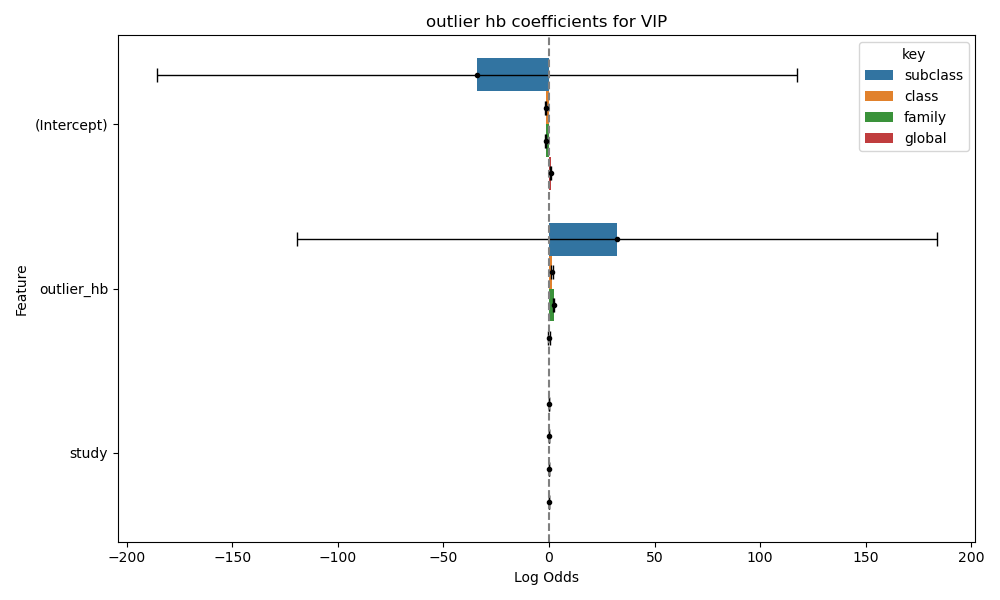 outlier hb coefficients for VIP
key
subclass
class
family
global
(Intercept)
outlier_hb
study
Feature
−200
−150
−100
−50
0
50
100
150
200
Log Odds